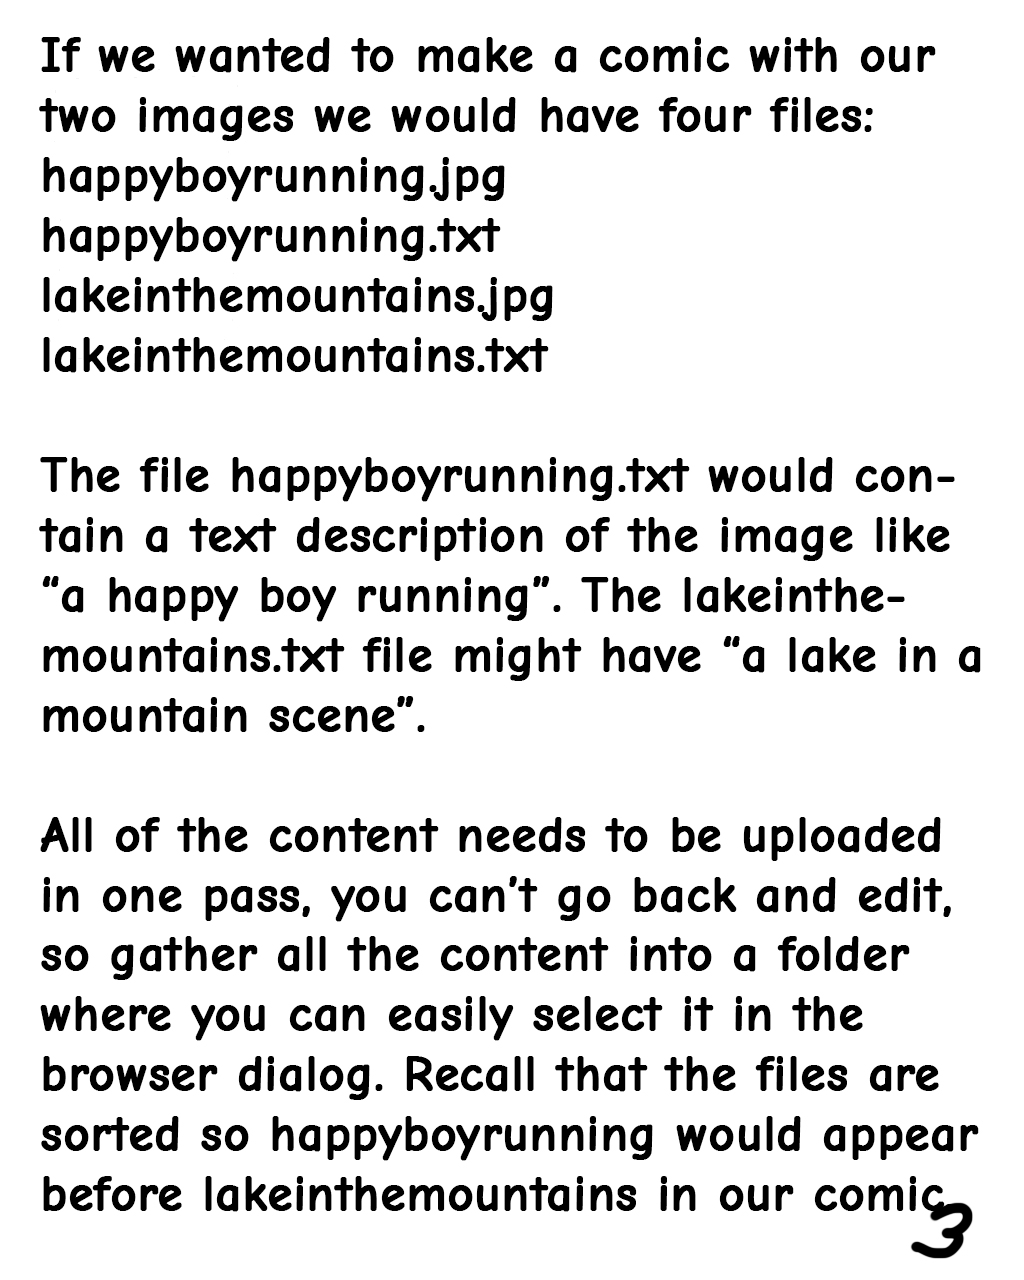 If we wanted to make a comic with our
two images we would have four files:
happyboyrunning.jpg
happyboyrunning.txt
lakeinthemountains.jpg
lakeinthemountains.txt
The file happyboyrunning.txt would con-
tain a text description of the image like
“a happy boy running”. The lakeinthe-
mountains.txt file might have “a lake in a
mountain scene”.
All of the content needs to be uploaded
in one pass, you can’t go back and edit,
so gather all the content into a folder
where you can easily select it in the
browser dialog. Recall that the files are
sorted so happyboyrunning would appear
before lakeinthemountains in our comic.
3